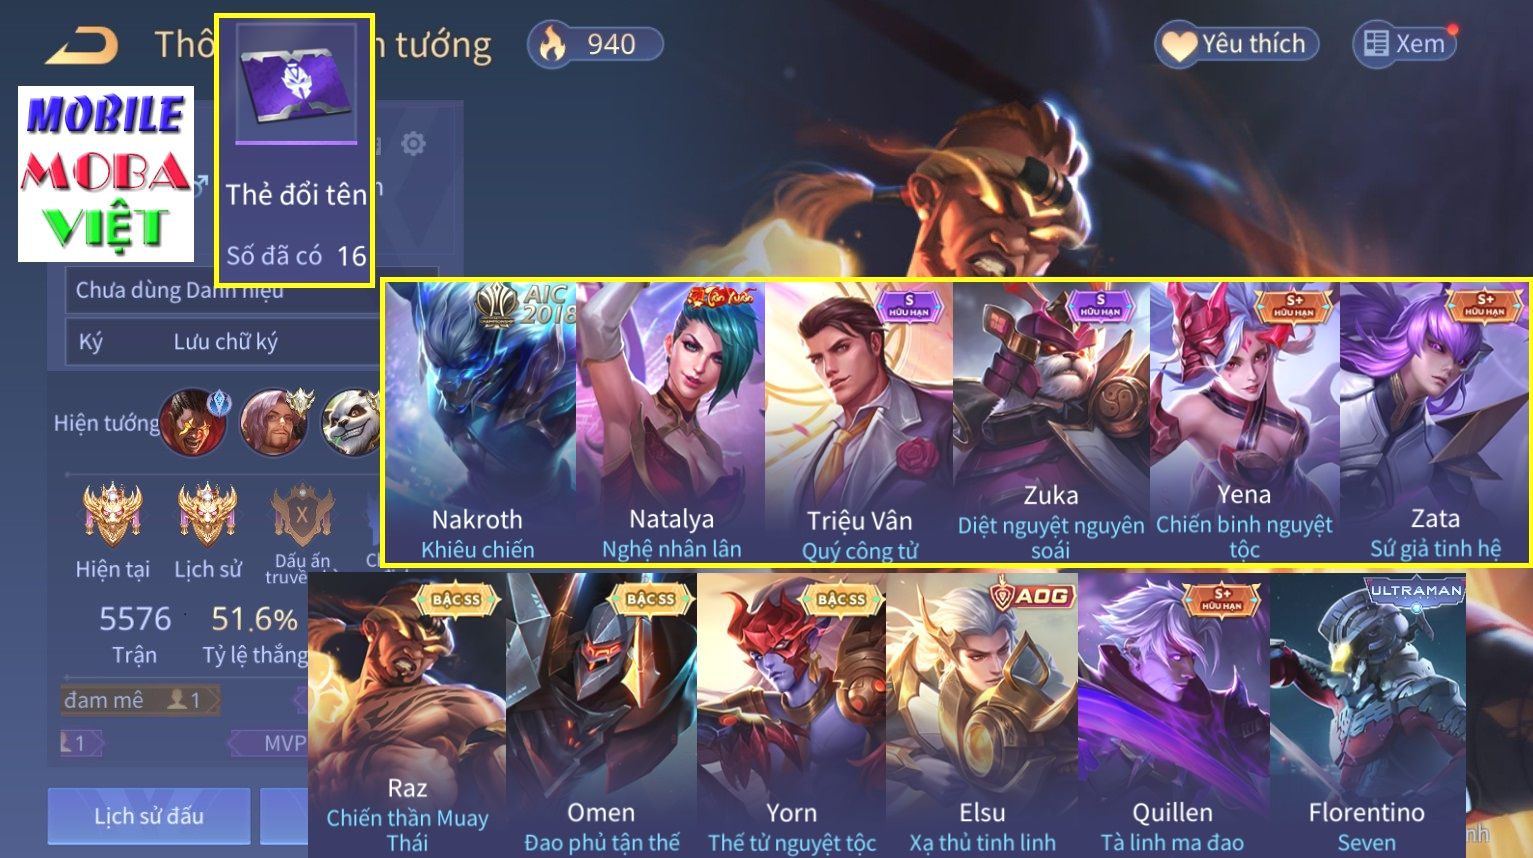 Thô
n tướng
940
Yêu thích
Xem
MOBILE
MOBA
VIỆT
Thẻ đổi tên
Số đã có 16
Chưa dùng Danh hiệu
Ký Lưu chữ ký
Hiện tướng
Hiện tại
Lịch sử
X
Dấu ấn
5576
Trận
51.6%
Tỷ lệ thắng
đam mê 1
1
MVP
Lịch sử đấu
AIC
2018
Nakroth
Khiêu chiến
Tân Xuân
Natalya
Nghệ nhân lân
S
HỮU HẠN
Triệu Vân
Quý công tử
S
HỮU HẠN
Zuka
Diệt nguyệt nguyên
soái
S+
HỮU HẠN
Yena
Chiến binh nguyệt
tộc
S+
HỮU HẠN
Zata
Sứ giả tinh hệ
BẬC SS
Raz
Chiến thần Muay
Thái
BẬC SS
Omen
Đao phủ tận thế
BẬC SS
Yorn
Thế tử nguyệt tộc
AOG
Elsu
Xạ thủ tinh linh
S+
HỮU HẠN
Quillen
Tà linh ma đao
ULTRAMAN
Florentino
Seven